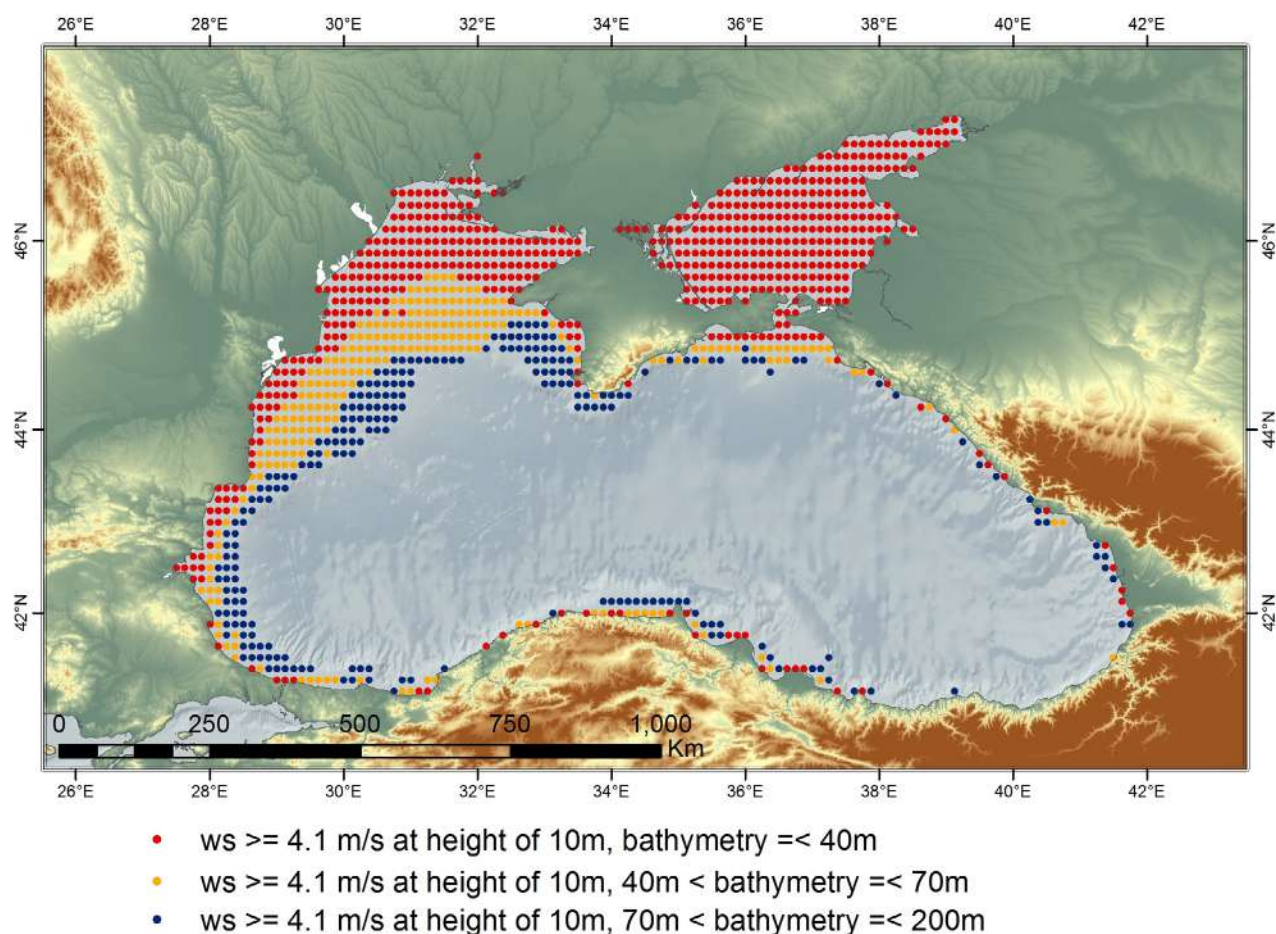 26°E 28°E 30°E 32°E 34°E 36°E 38°E 40°E 42°E
46°N 46°N
44°N 44°N
42°N 42°N
0 250 500 750 1,000
Km
26°E 28°E 30°E 32°E 34°E 36°E 38°E 40°E 42°E
ws >= 4.1 m/s at height of 10m, bathymetry =< 40m
ws >= 4.1 m/s at height of 10m, 40m < bathymetry =< 70m
ws >= 4.1 m/s at height of 10m, 70m < bathymetry =< 200m